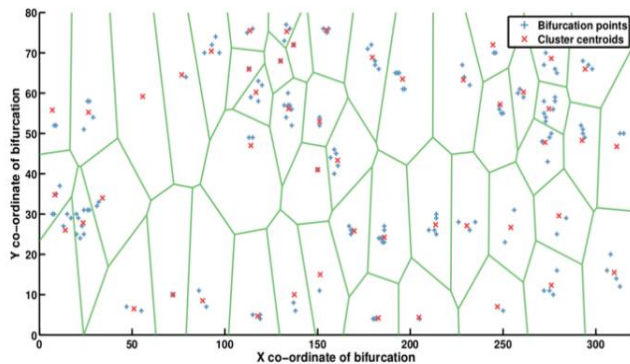 80
70
60
50
40
30
20
10
0
Y co-ordinate of bifurcation
0 50 100 150 200 250 300
X co-ordinate of bifurcation
Bifurcation points
Cluster centroids